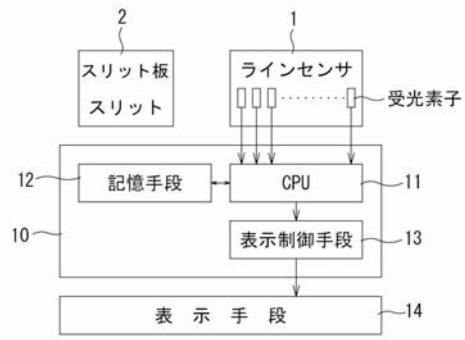 2
1
スリット板
スリット
ラインセンサ
受光素子
12
記憶手段
CPU
11
10
表示制御手段
13
表示手段
14